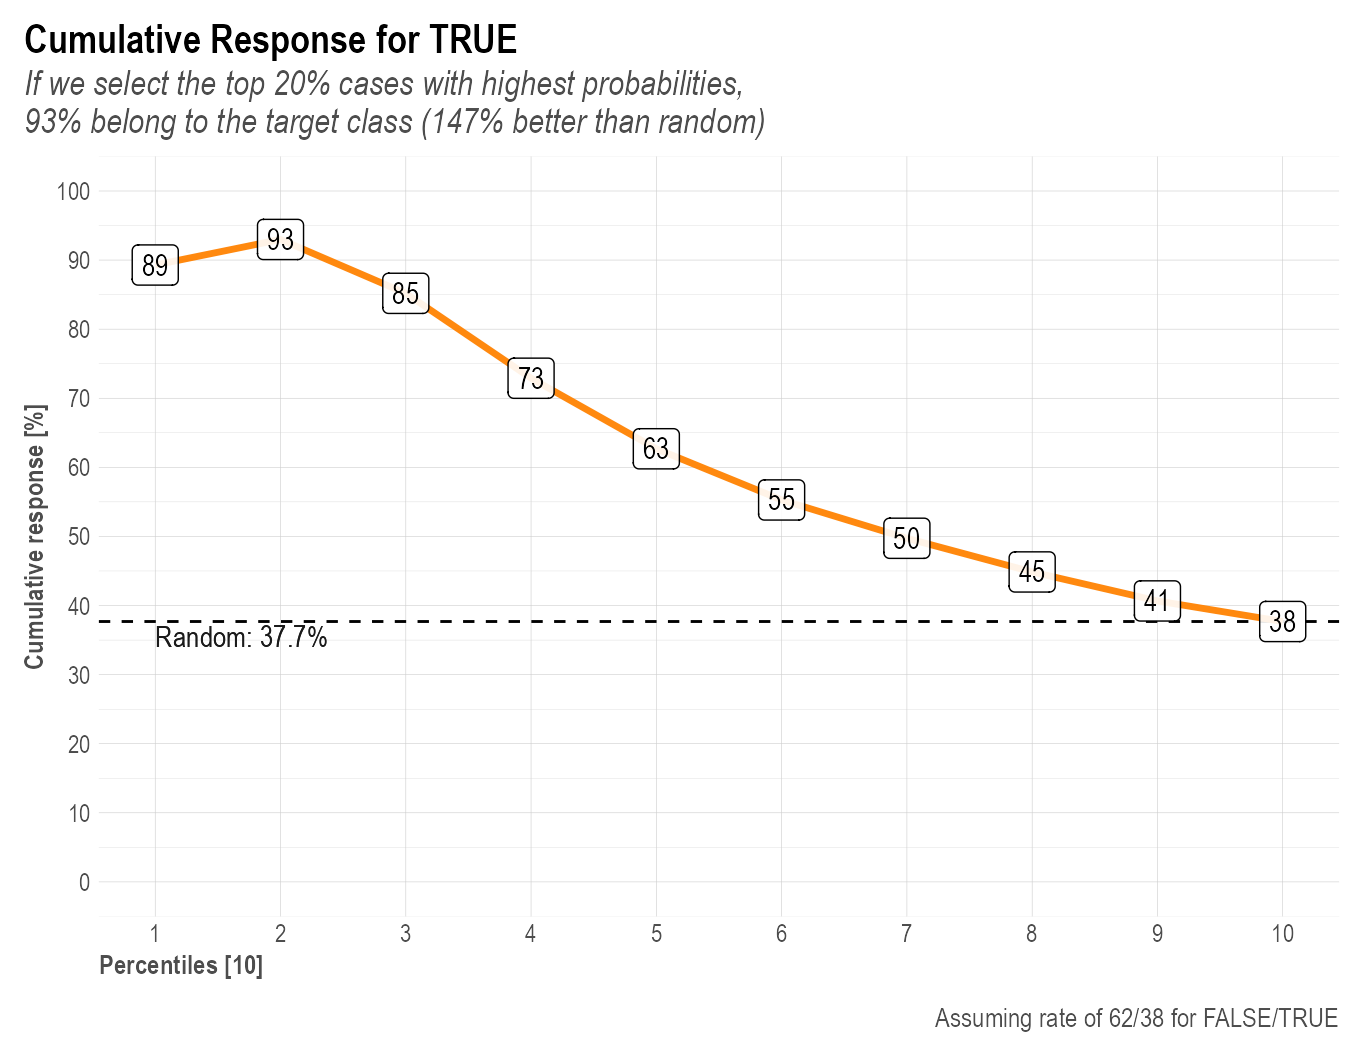 Cumulative Response for TRUE
If we select the top 20% cases with highest probabilities,
93% belong to the target class (147% better than random)
Cumulative response [%]
100
90
80
70
60
50
40
30
20
10
0
89
93
85
73
63
55
50
45
41
38
Random: 37.7%
1 2 3 4 5 6 7 8 9 10
Percentiles [10]
Assuming rate of 62/38 for FALSE/TRUE